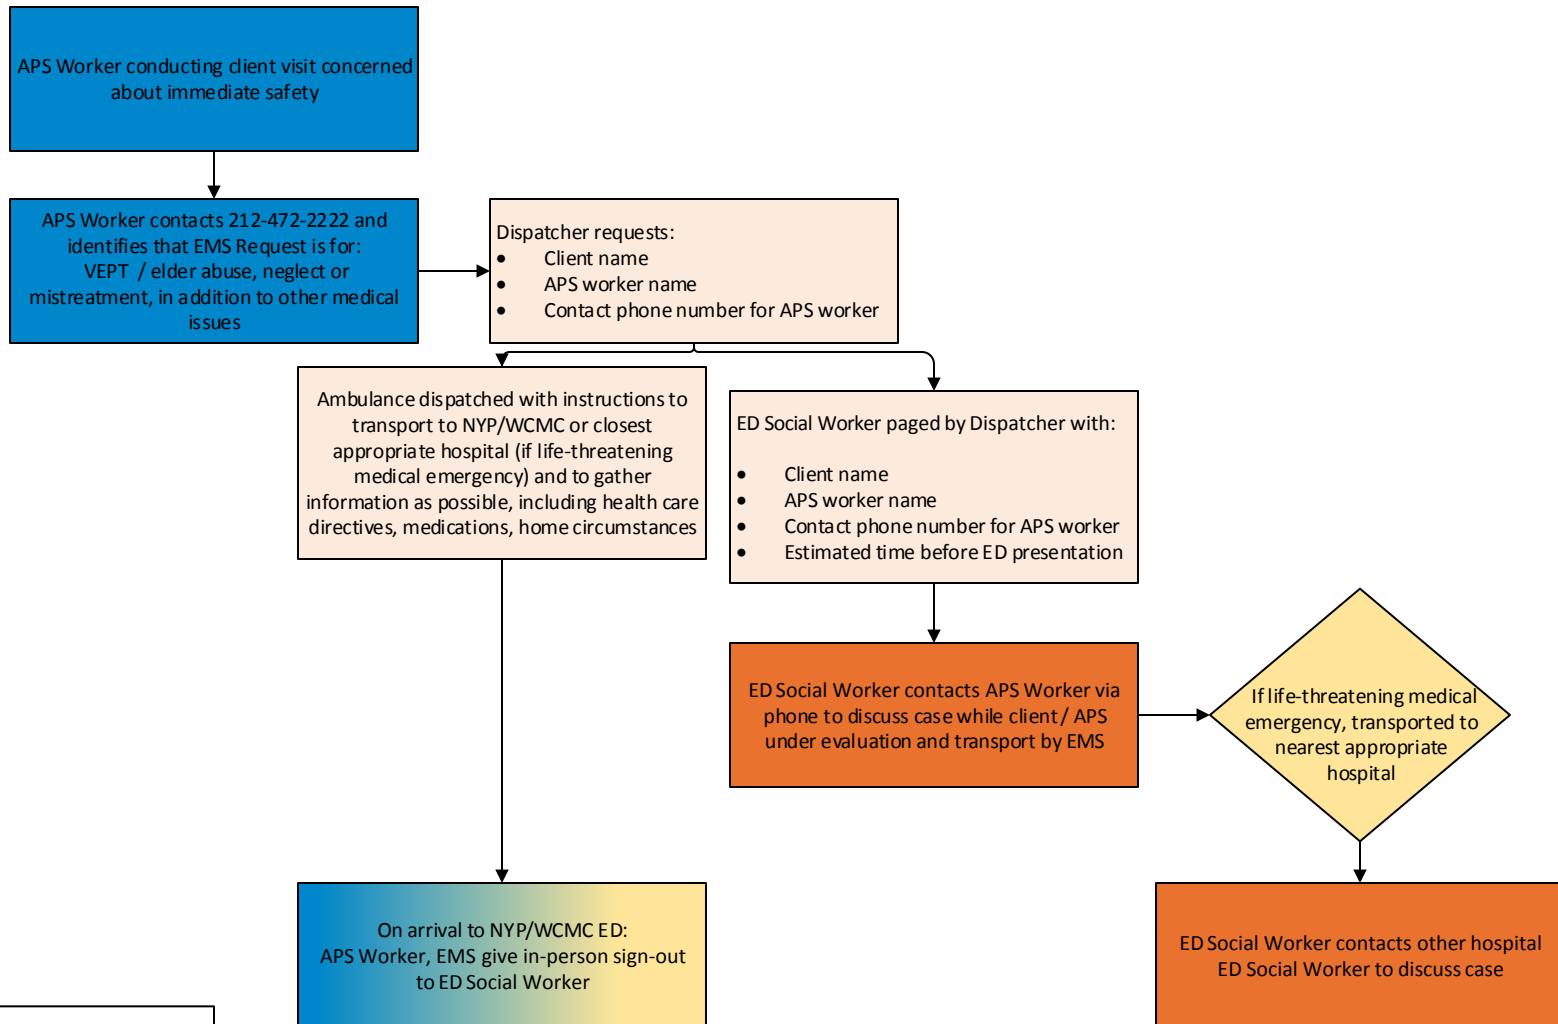 APS Worker conducting client visit concerned
about immediate safety
APS Worker contacts 212-472-2222 and
identifies that EMS Request is for:
VEPT / elder abuse, neglect or
mistreatment, in addition to other medical
issues
Dispatcher requests:
• Client name
• APS worker name
• Contact phone number for APS worker
Ambulance dispatched with instructions to
transport to NYP/WCMC or closest
appropriate hospital (if life-threatening
medical emergency) and to gather
information as possible, including health care
directives, medications, home circumstances
ED Social Worker paged by Dispatcher with:
• Client name
• APS worker name
• Contact phone number for APS worker
• Estimated time before ED presentation
ED Social Worker contacts APS Worker via
phone to discuss case while client / APS
under evaluation and transport by EMS
If life-threatening medical
emergency, transported to
nearest appropriate
hospital
On arrival to NYP/WCMC ED:
APS Worker, EMS give in-person sign-out
to ED Social Worker
ED Social Worker contacts other hospital
ED Social Worker to discuss case